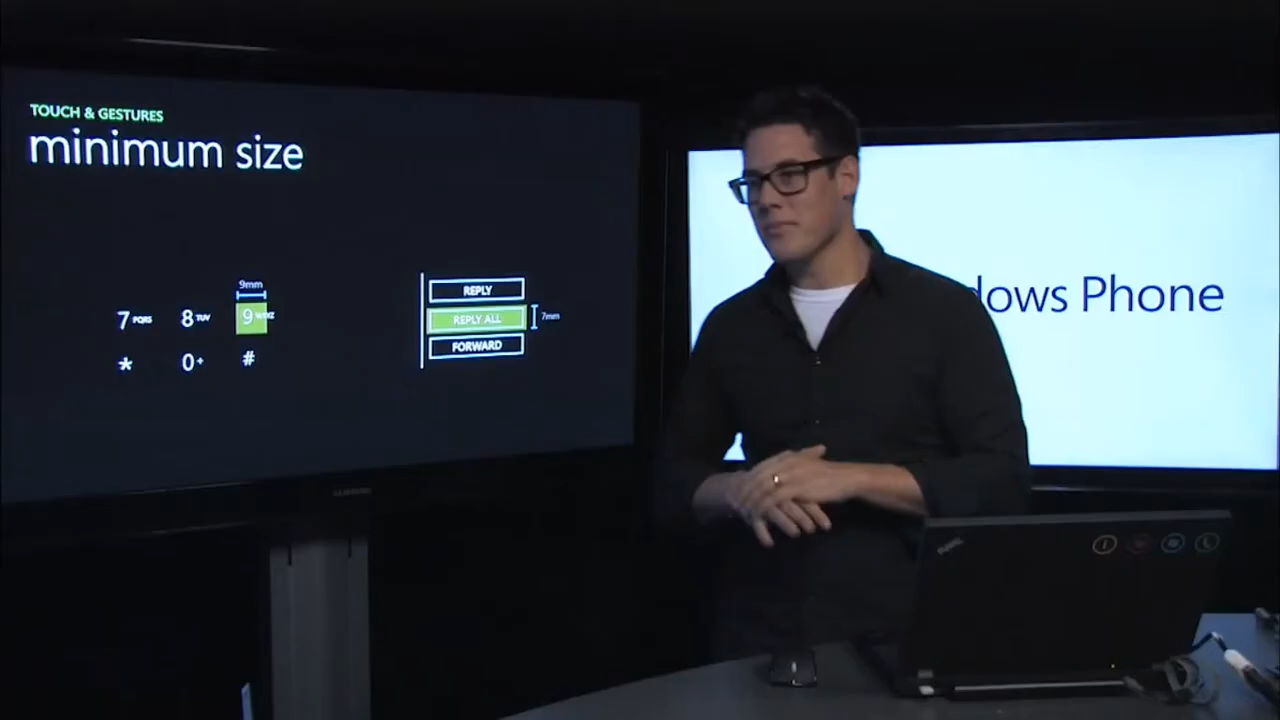 TOUCH & GESTURES
minimum size
9mm
7 PQRS 8 TUV 9 WXYZ
* 0+ #
REPLY
REPLY ALL
7mm
FORWARD
dows Phone